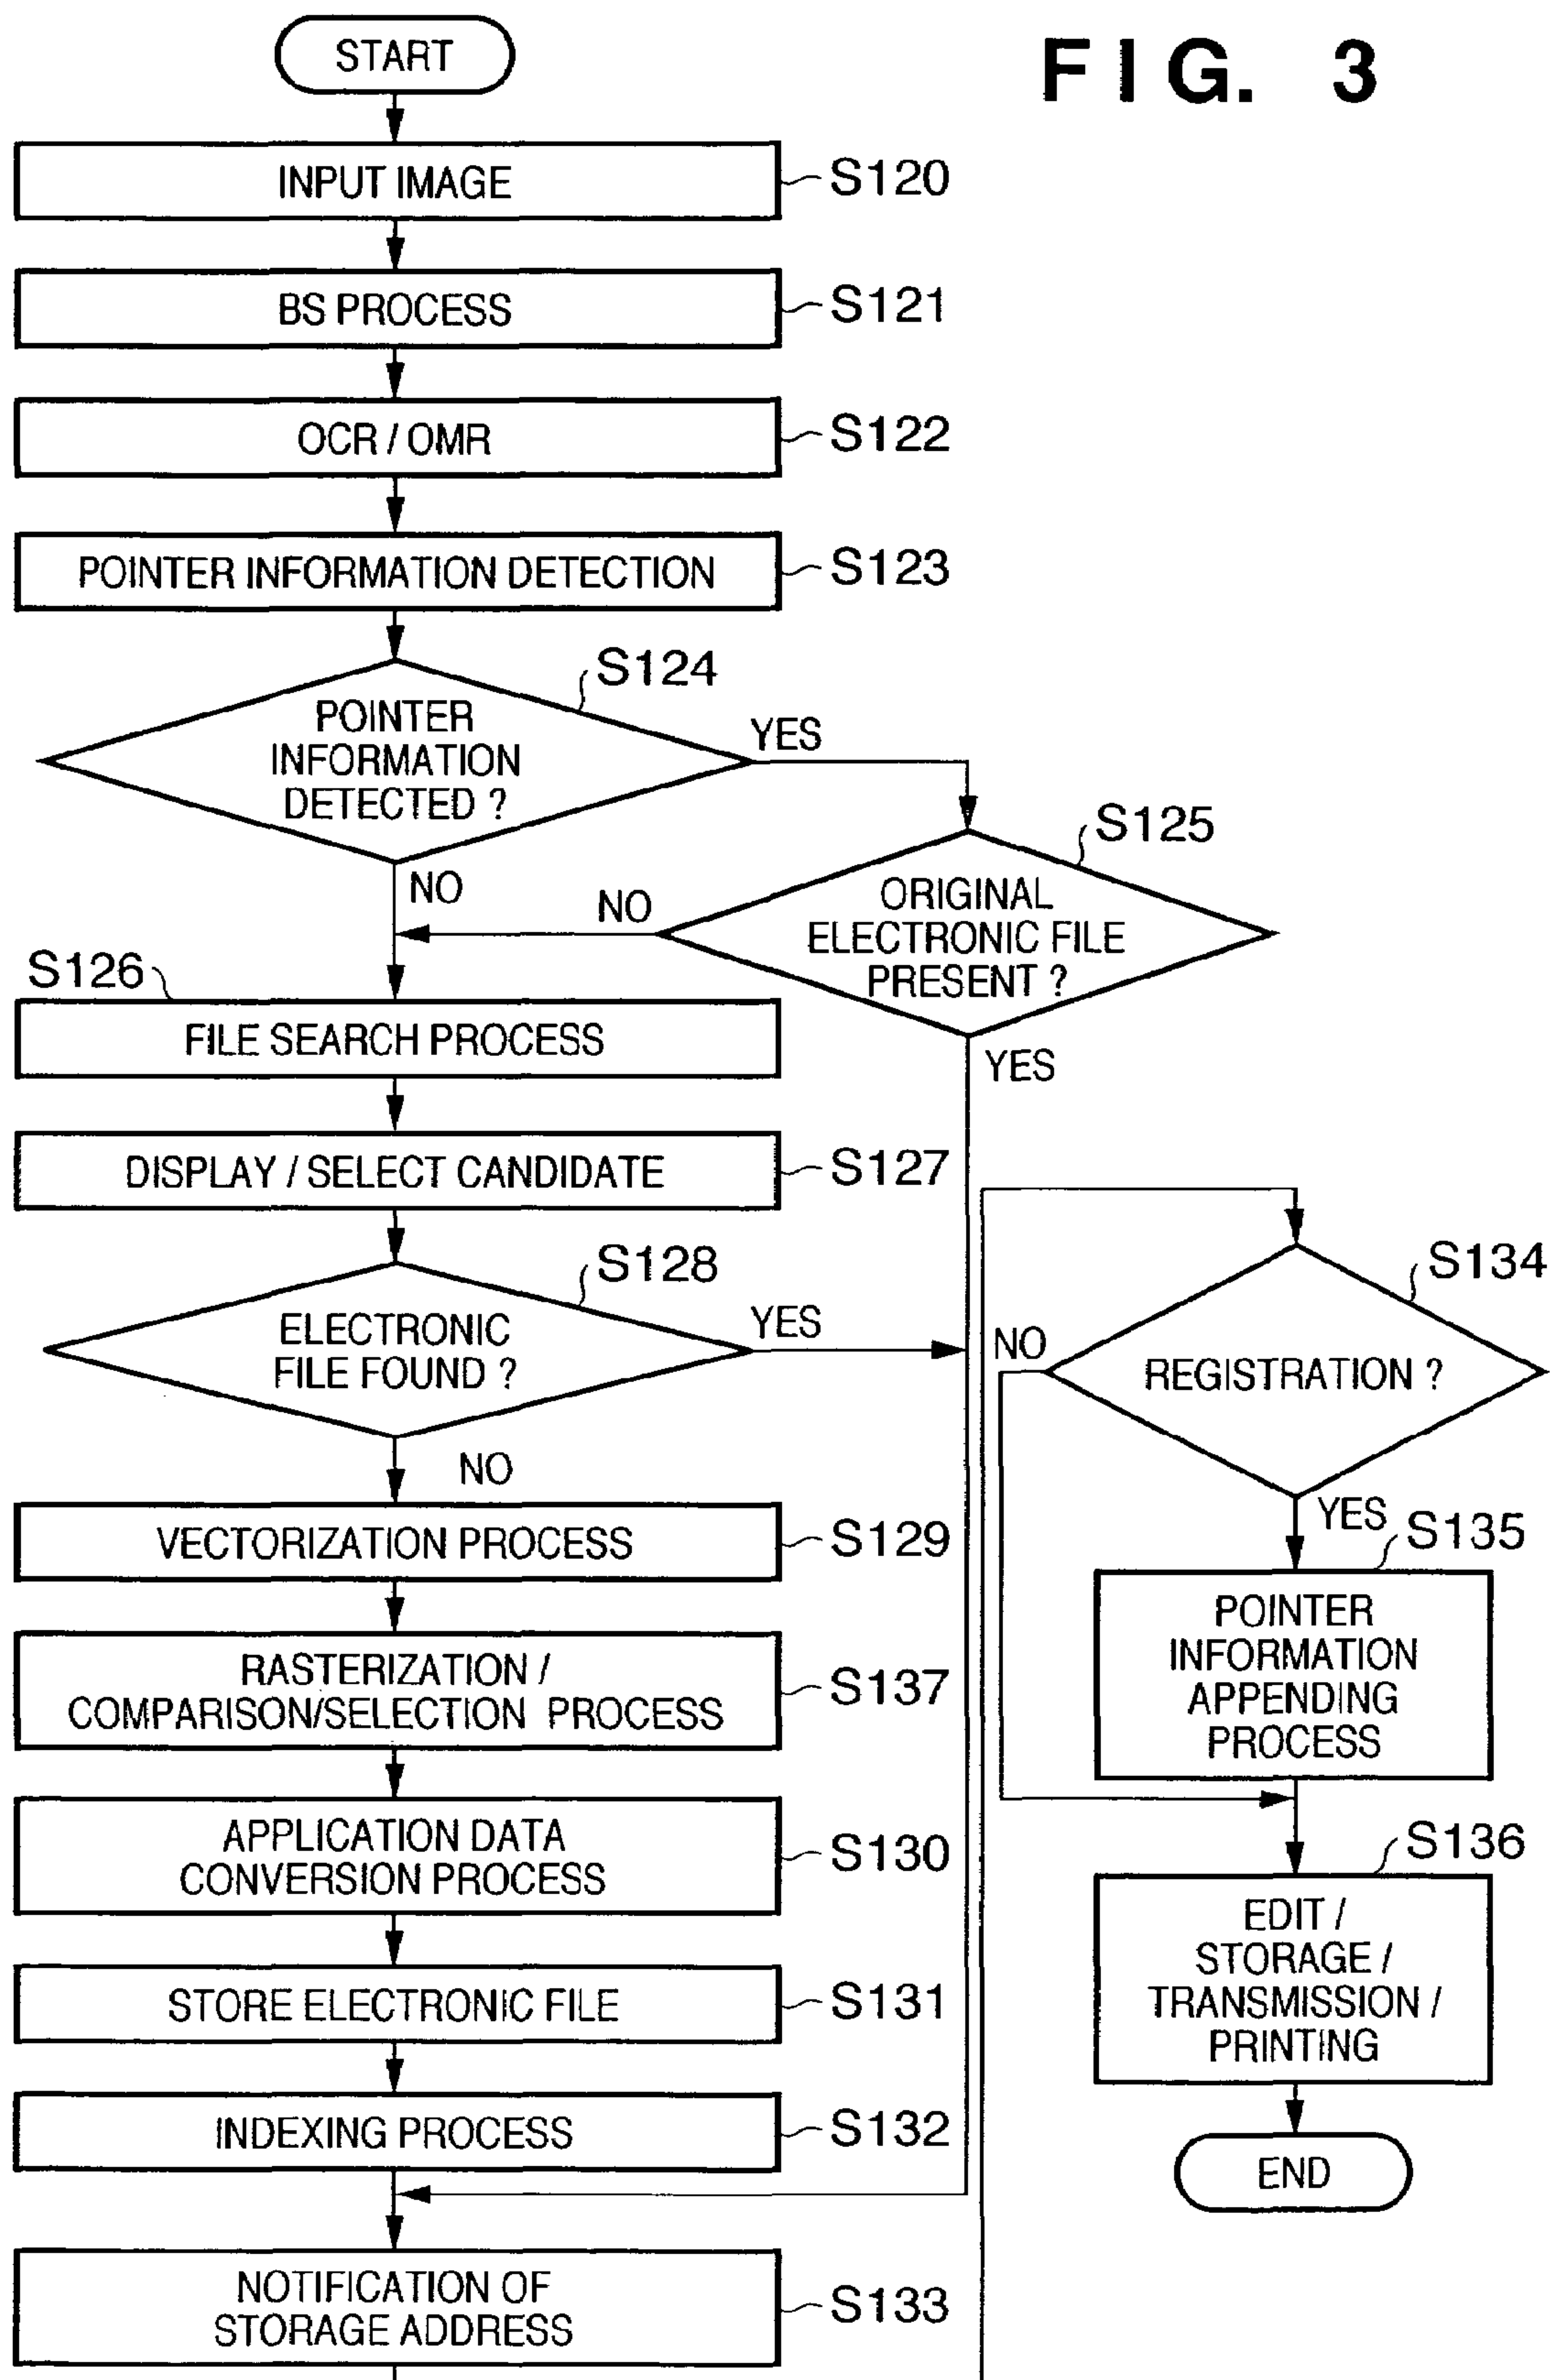 FIG. 3
START
INPUT IMAGE
S120
BS PROCESS
S121
OCR / OMR
S122
POINTER INFORMATION DETECTION
S123
S124
POINTER
INFORMATION
DETECTED ?
YES
NO
S125
ORIGINAL
ELECTRONIC FILE
PRESENT ?
NO
YES
S126
FILE SEARCH PROCESS
DISPLAY / SELECT CANDIDATE
S127
S128
ELECTRONIC
FILE FOUND ?
YES
NO
VECTORIZATION PROCESS
S129
RASTERIZATION /
COMPARISON/SELECTION PROCESS
S137
APPLICATION DATA
CONVERSION PROCESS
S130
STORE ELECTRONIC FILE
S131
INDEXING PROCESS
S132
NOTIFICATION OF
STORAGE ADDRESS
S133
S134
REGISTRATION ?
NO
YES
S135
POINTER
INFORMATION
APPENDING
PROCESS
S136
EDIT /
STORAGE /
TRANSMISSION /
PRINTING
END